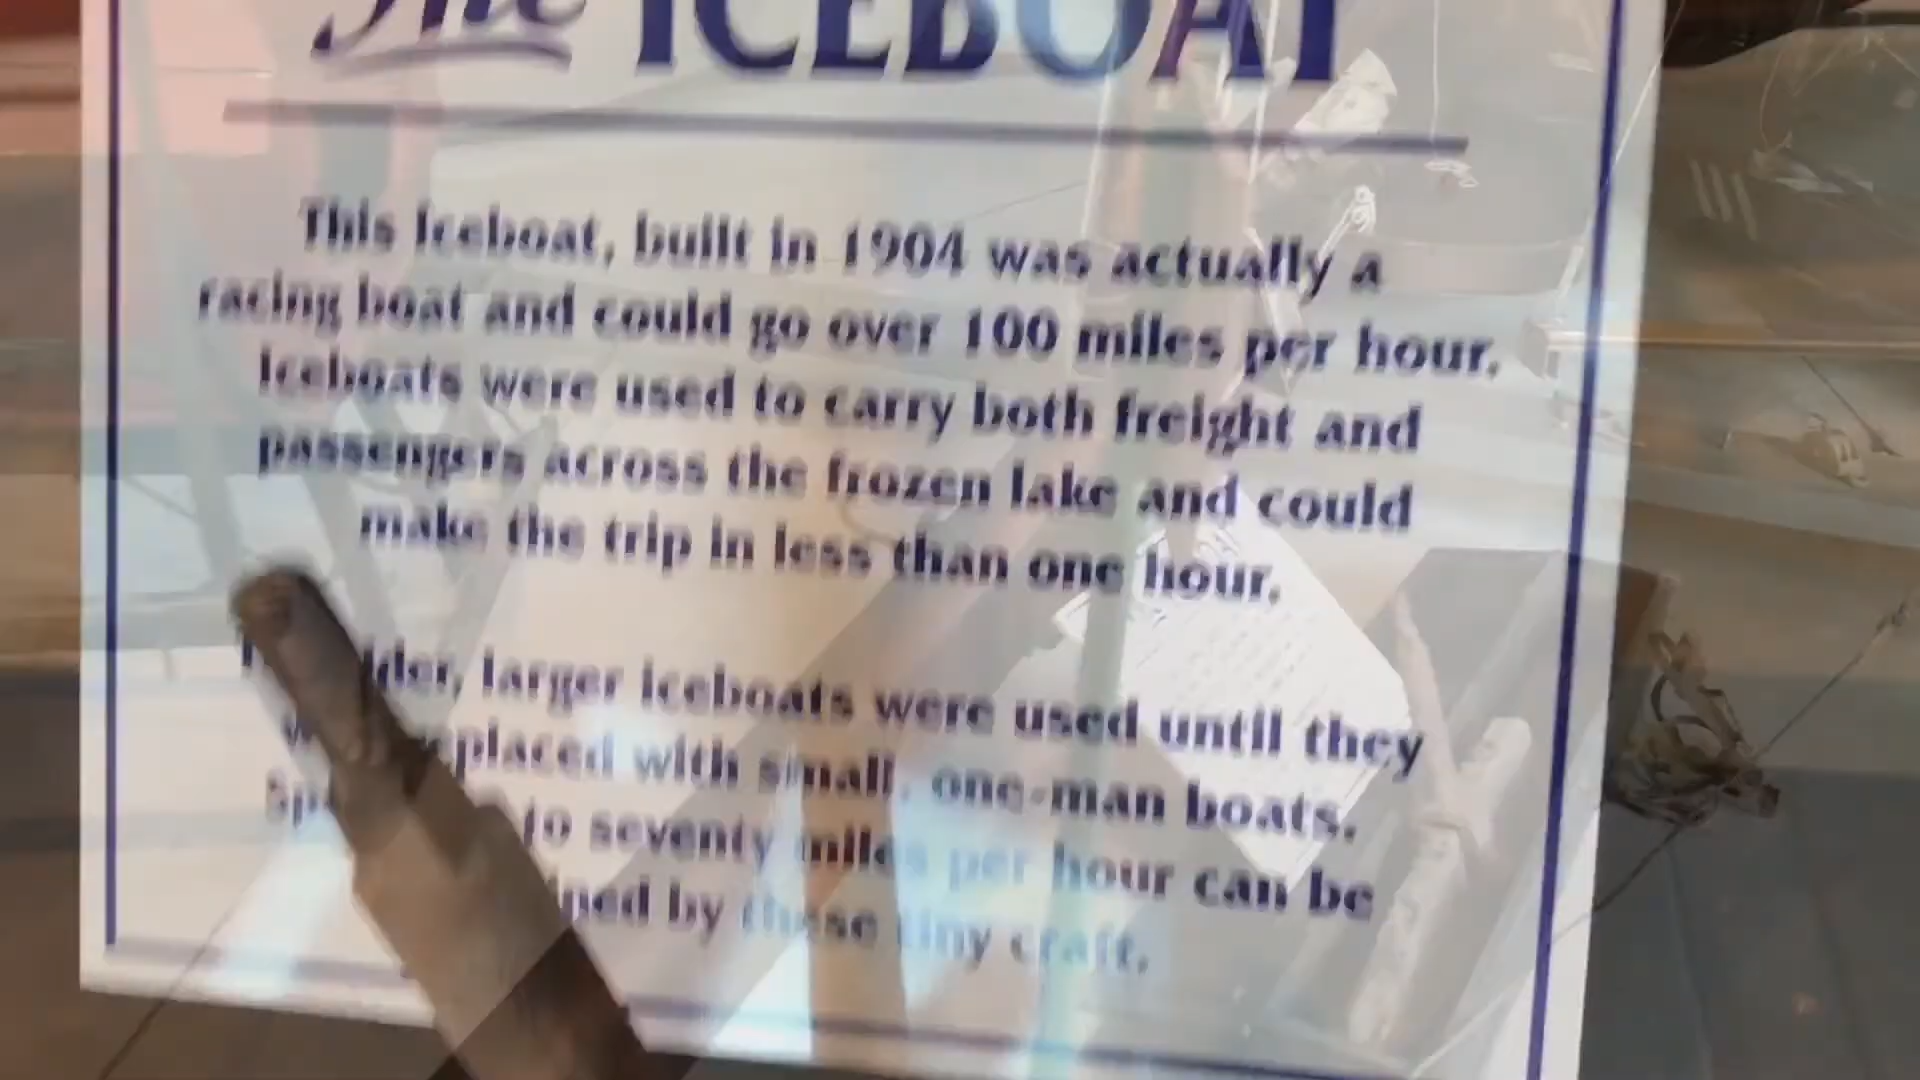 The ICEBOAT
This Iceboat, built in 1904 was actually a
racing boat and could go over 100 miles per hour.
Iceboats were used to carry both freight and
passengers across the frozen lake and could
make the trip in less than one hour.
larger iceboats were used until they
with small, one-man boats.
to seventy miles per hour can be
by these tiny craft.